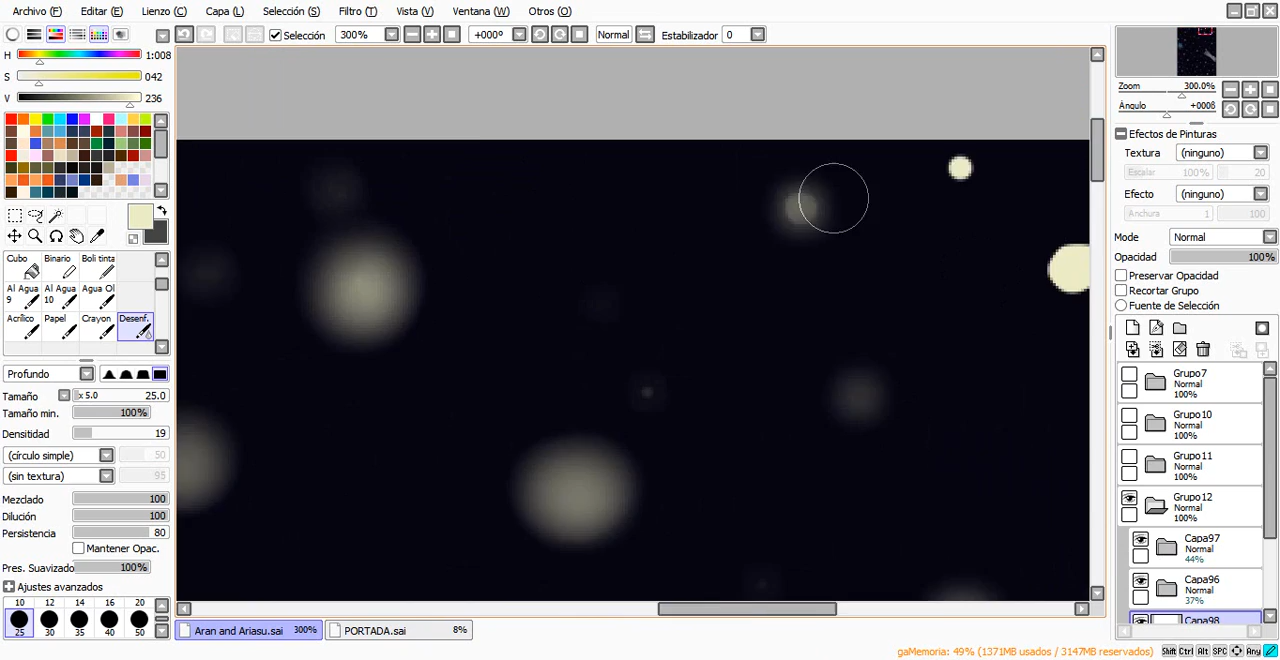 Archivo (F) Editar (E) Lienzo (C) Capa (L) Selección (S) Filtro (T) Vista (V) Ventana (W) Otros (O)
Selección 300% +000º Normal Estabilizador 0
H 1:008
S 042
V 236
Cubo Binario Boli tinta
Al Agua 9 Al Agua 10 Agua Ol
Acrílico Papel Crayon Desenf.
Profundo
Tamaño x 5.0 25.0
Tamaño min. 100%
Densitidad 19
(círculo simple) 50
(sin textura) 95
Mezclado 100
Dilución 100
Persistencia 80
Mantener Opac.
Pres. Suavizado 100%
Ajustes avanzados
10 12 14 16 20
25 30 35 40 50
Aran and Ariasu.sai 300% PORTADA.sai 8%
Zoom 300.0%
Ángulo +000§
Efectos de Pinturas
Textura (ninguno)
Escalar 100% 20
Efecto (ninguno)
Anchura 1 100
Mode Normal
Opacidad 100%
Preservar Opacidad
Recortar Grupo
Fuente de Selección
Grupo7
Normal
100%
Grupo10
Normal
100%
Grupo11
Normal
100%
Grupo12
Normal
100%
Capa97
Normal
44%
Capa96
Normal
37%
Capa98
gaMemoria: 49% (1371MB usados / 3147MB reservados) Shift Ctrl Alt SPC Any